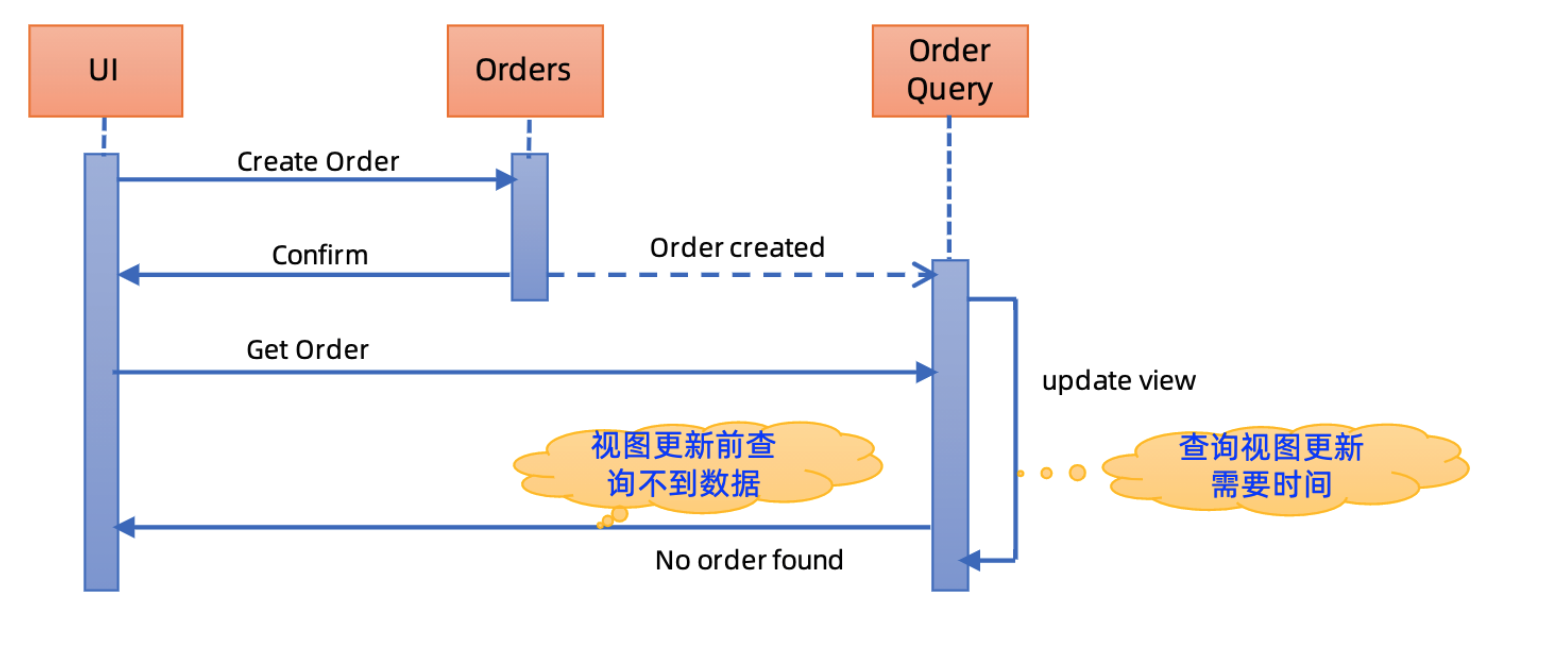 UI
Orders
Order
Query
Create Order
Confirm
Order created
Get Order
update view
视图更新前查
询不到数据
查询视图更新
需要时间
No order found